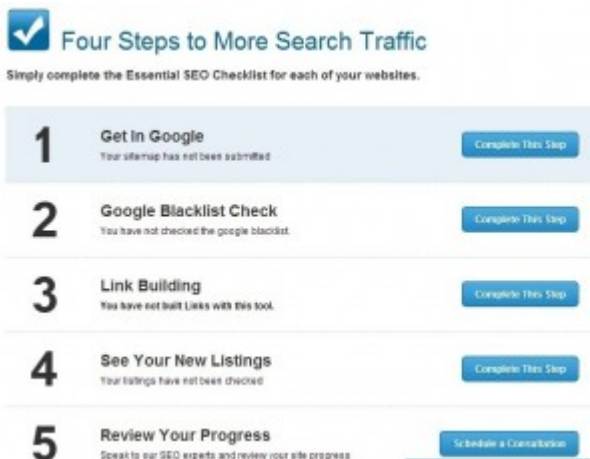 Four Steps to More Search Traffic
Simply complete the Essential SEO Checklist for each of your websites.
1
Get In Google
Your sitemap has not been submitted
Complete This Step
2
Google Blacklist Check
You have not checked the google blacklist.
Complete This Step
3
Link Building
You have not built Links with this tool.
Complete This Step
4
See Your New Listings
Your listings have not been checked
Complete This Step
5
Review Your Progress
Speak to our SEO experts and review your site progress
Schedule a Consultation